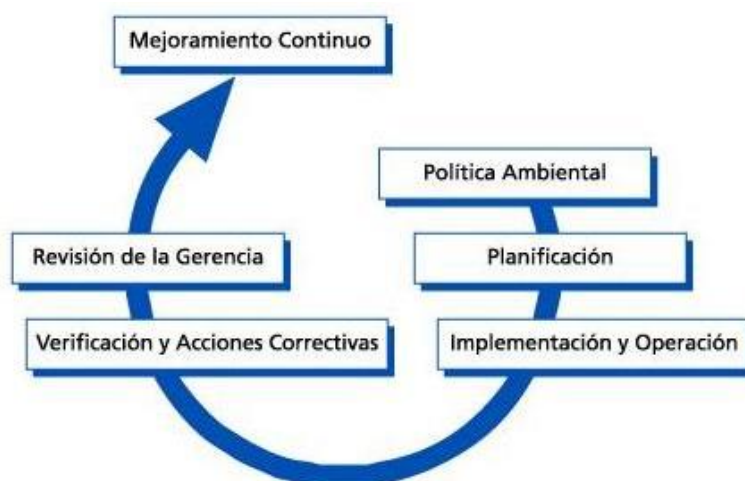 Mejoramiento Continuo
Política Ambiental
Revisión de la Gerencia
Planificación
Verificación y Acciones Correctivas
Implementación y Operación